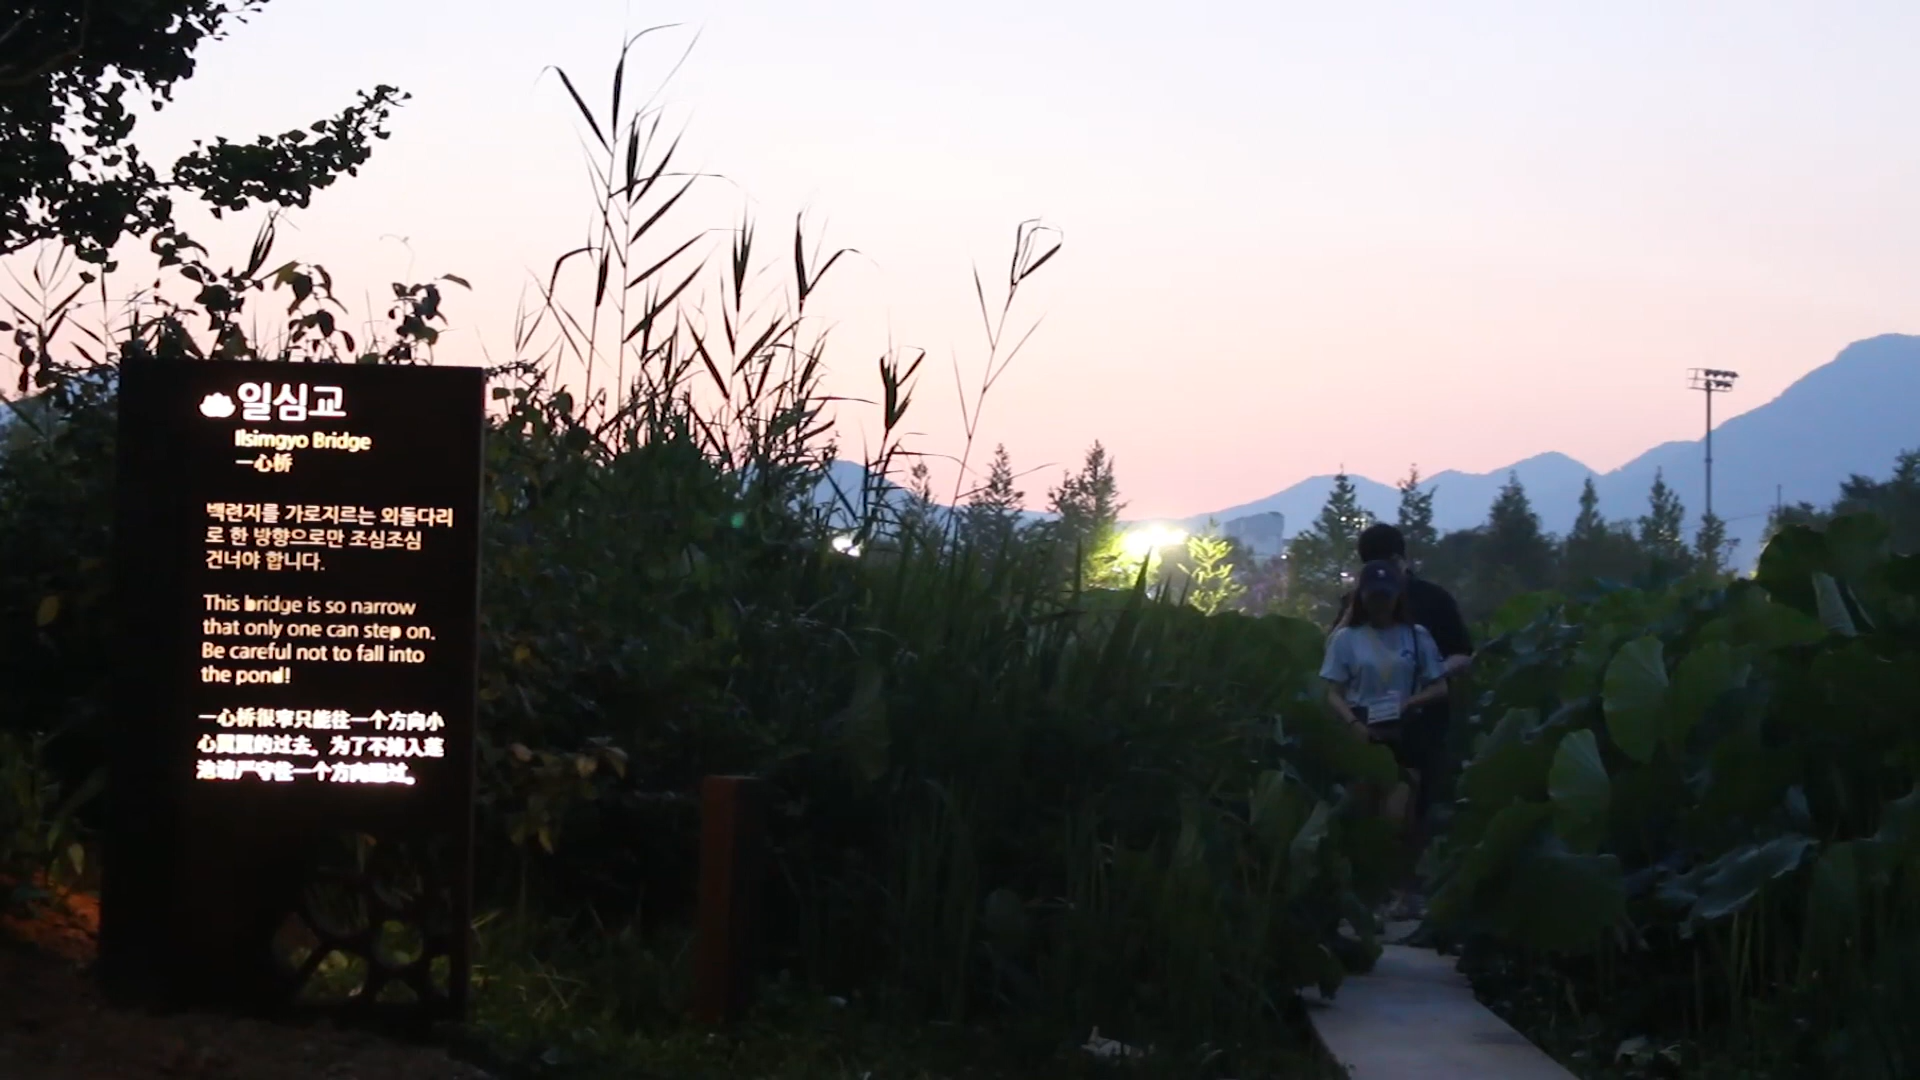 일심교
Ilsimgyo Bridge
一心桥
백련지를 가로지르는 외돌다리
로 한 방향으로만 조심조심
건너야 합니다.
This bridge is so narrow
that only one can step on.
Be careful not to fall into
the pond!
一心桥很窄只能往一个方向小
心翼翼的过去。为了不掉入莲
池请严守往一个方向通过。